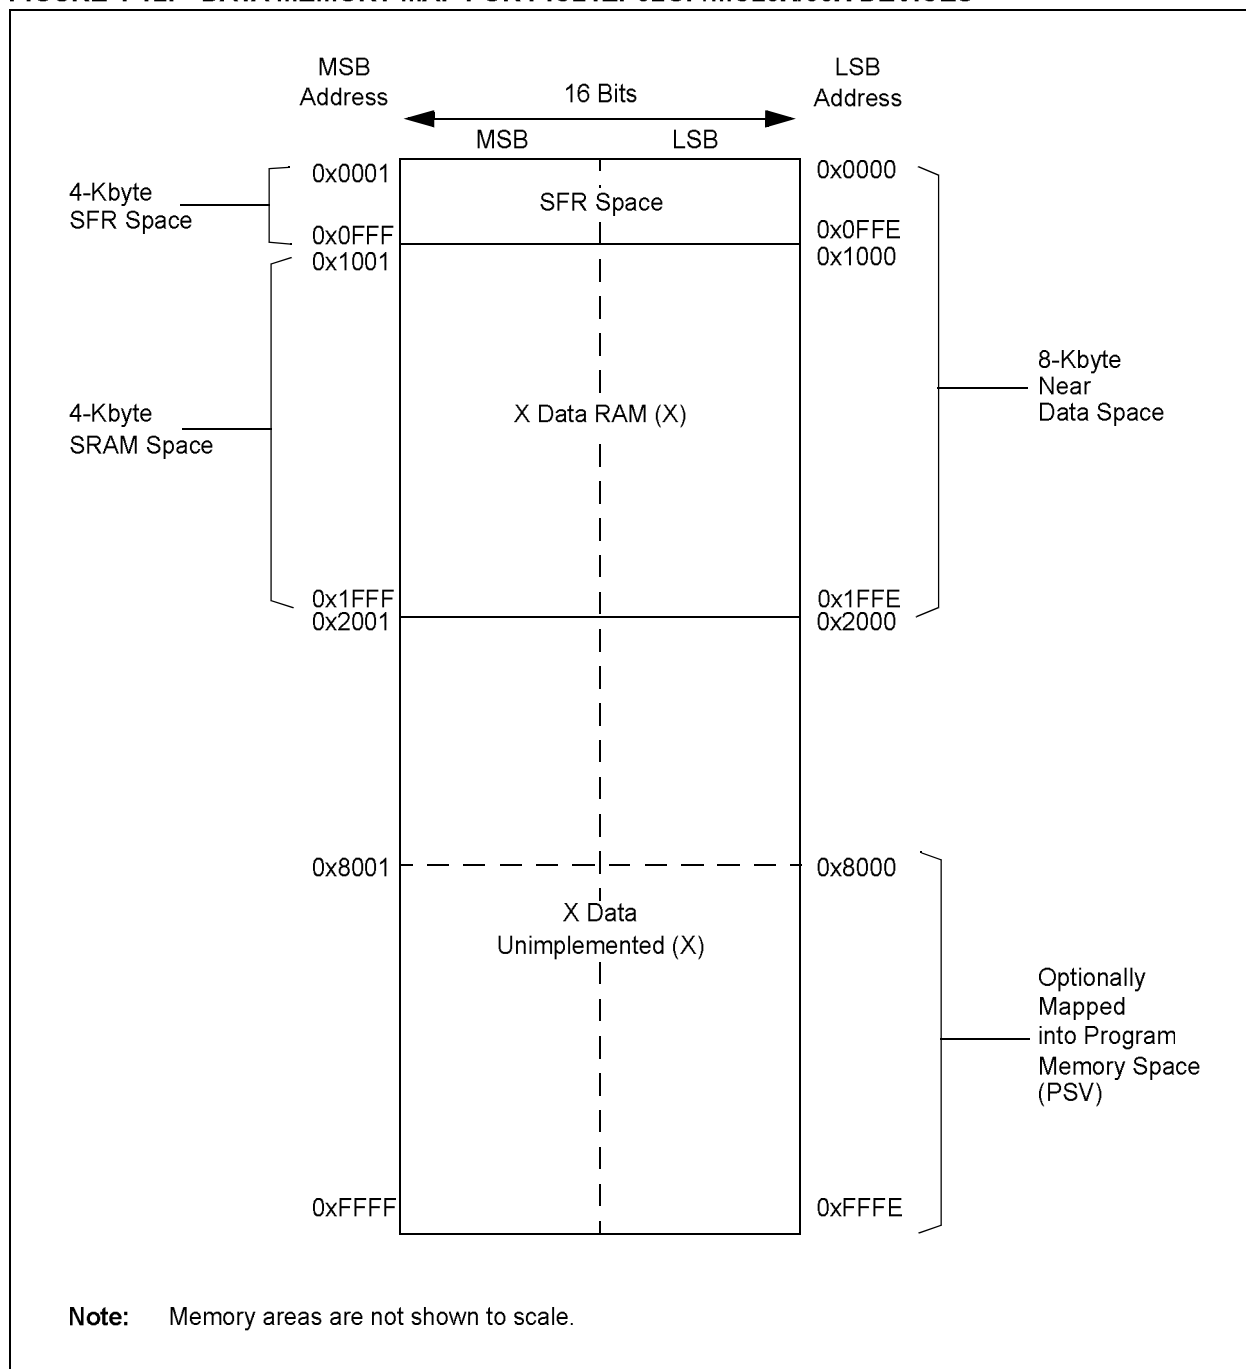 MSB
Address
16 Bits
LSB
Address
MSB
LSB
4-Kbyte
SFR Space
0x0001
0x0FFF
SFR Space
0x0000
0x0FFE
0x1001
0x1000
4-Kbyte
SRAM Space
X Data RAM (X)
8-Kbyte
Near
Data Space
0x1FFF
0x2001
0x1FFE
0x2000
0x8001
0x8000
X Data
Unimplemented (X)
Optionally
Mapped
into Program
Memory Space
(PSV)
0xFFFF
0xFFFE
Note: Memory areas are not shown to scale.